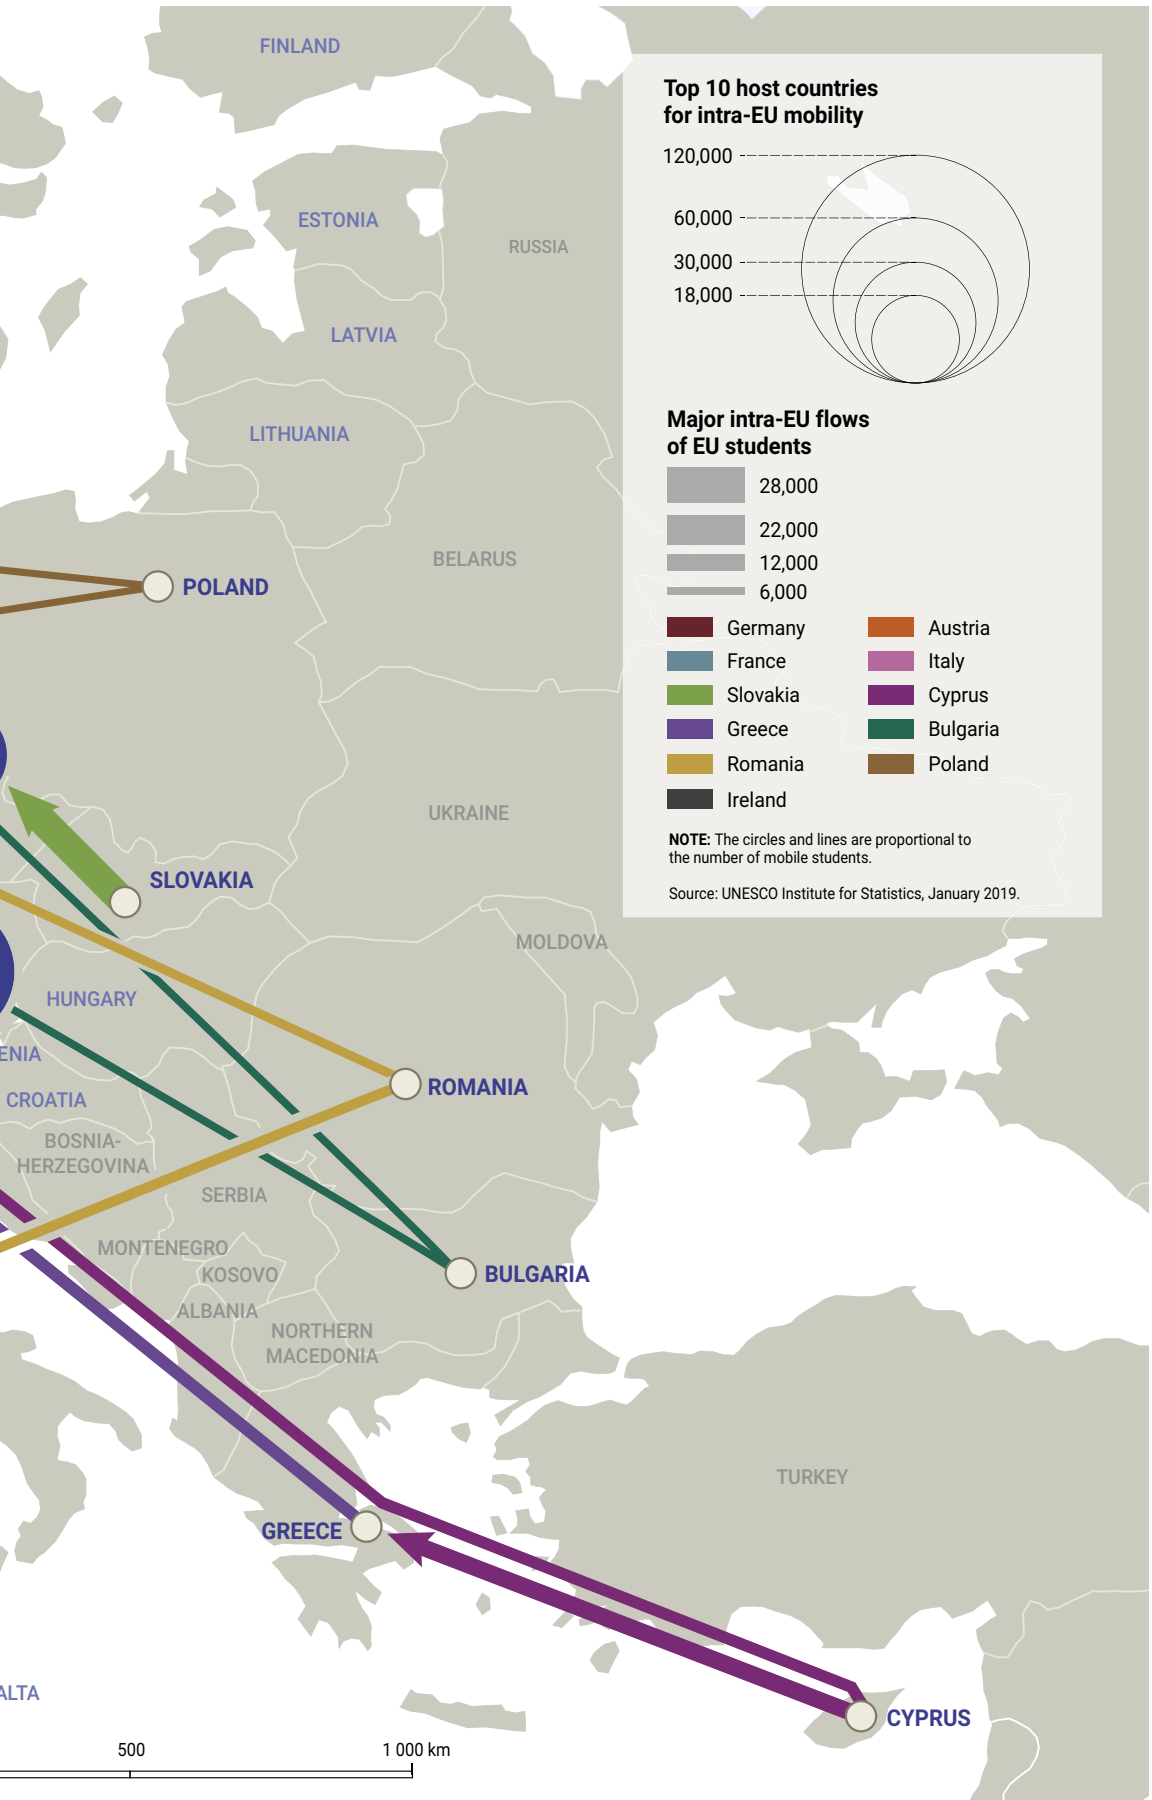 FINLAND
Top 10 host countries
for intra-EU mobility
120,000
60,000
30,000
18,000
ESTONIA
RUSSIA
LATVIA
LITHUANIA
Major intra-EU flows
of EU students
28,000
22,000
12,000
6,000
BELARUS
POLAND
Germany
Austria
France
Italy
Slovakia
Cyprus
Greece
Bulgaria
Romania
Poland
Ireland
NOTE: The circles and lines are proportional to
the number of mobile students.
Source: UNESCO Institute for Statistics, January 2019.
UKRAINE
SLOVAKIA
MOLDOVA
HUNGARY
ENIA
ROMANIA
CROATIA
BOSNIA-
HERZEGOVINA
SERBIA
MONTENEGRO
KOSOVO
BULGARIA
ALBANIA
NORTHERN
MACEDONIA
TURKEY
GREECE
ALTA
CYPRUS
500
1 000 km